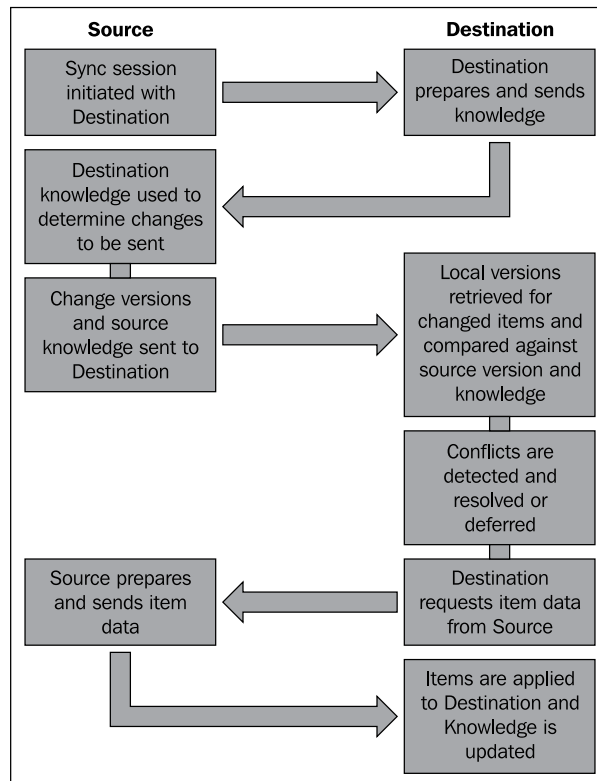 Source
Destination
Sync session
initiated with
Destination
Destination
prepares and sends
knowledge
Destination
knowledge used to
determine changes
to be sent
Change versions
and source
knowledge sent to
Destination
Local versions
retrieved for
changed items and
compared against
source version and
knowledge
Conflicts are
detected and
resolved or
deferred
Destination
requests item data
from Source
Source prepares
and sends item
data
Items are applied
to Destination and
Knowledge is
updated